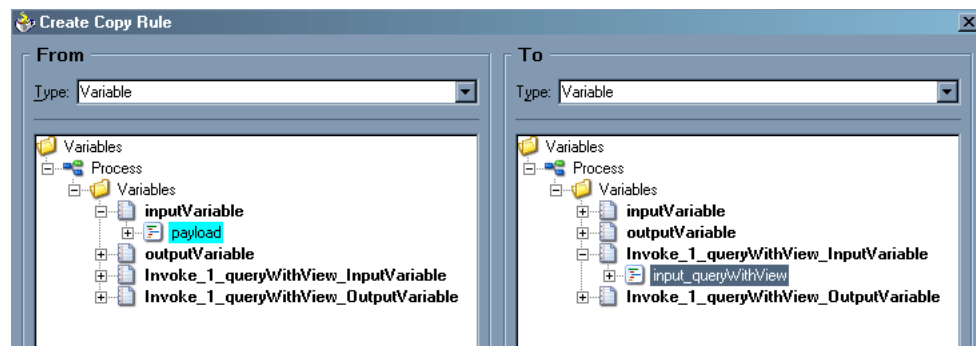 Create Copy Rule
From
Type: Variable
Variables
Process
Variables
inputVariable
payload
outputVariable
Invoke_1_queryWithView_InputVariable
Invoke_1_queryWithView_OutputVariable
To
Type: Variable
Variables
Process
Variables
inputVariable
outputVariable
Invoke_1_queryWithView_InputVariable
input_queryWithView
Invoke_1_queryWithView_OutputVariable